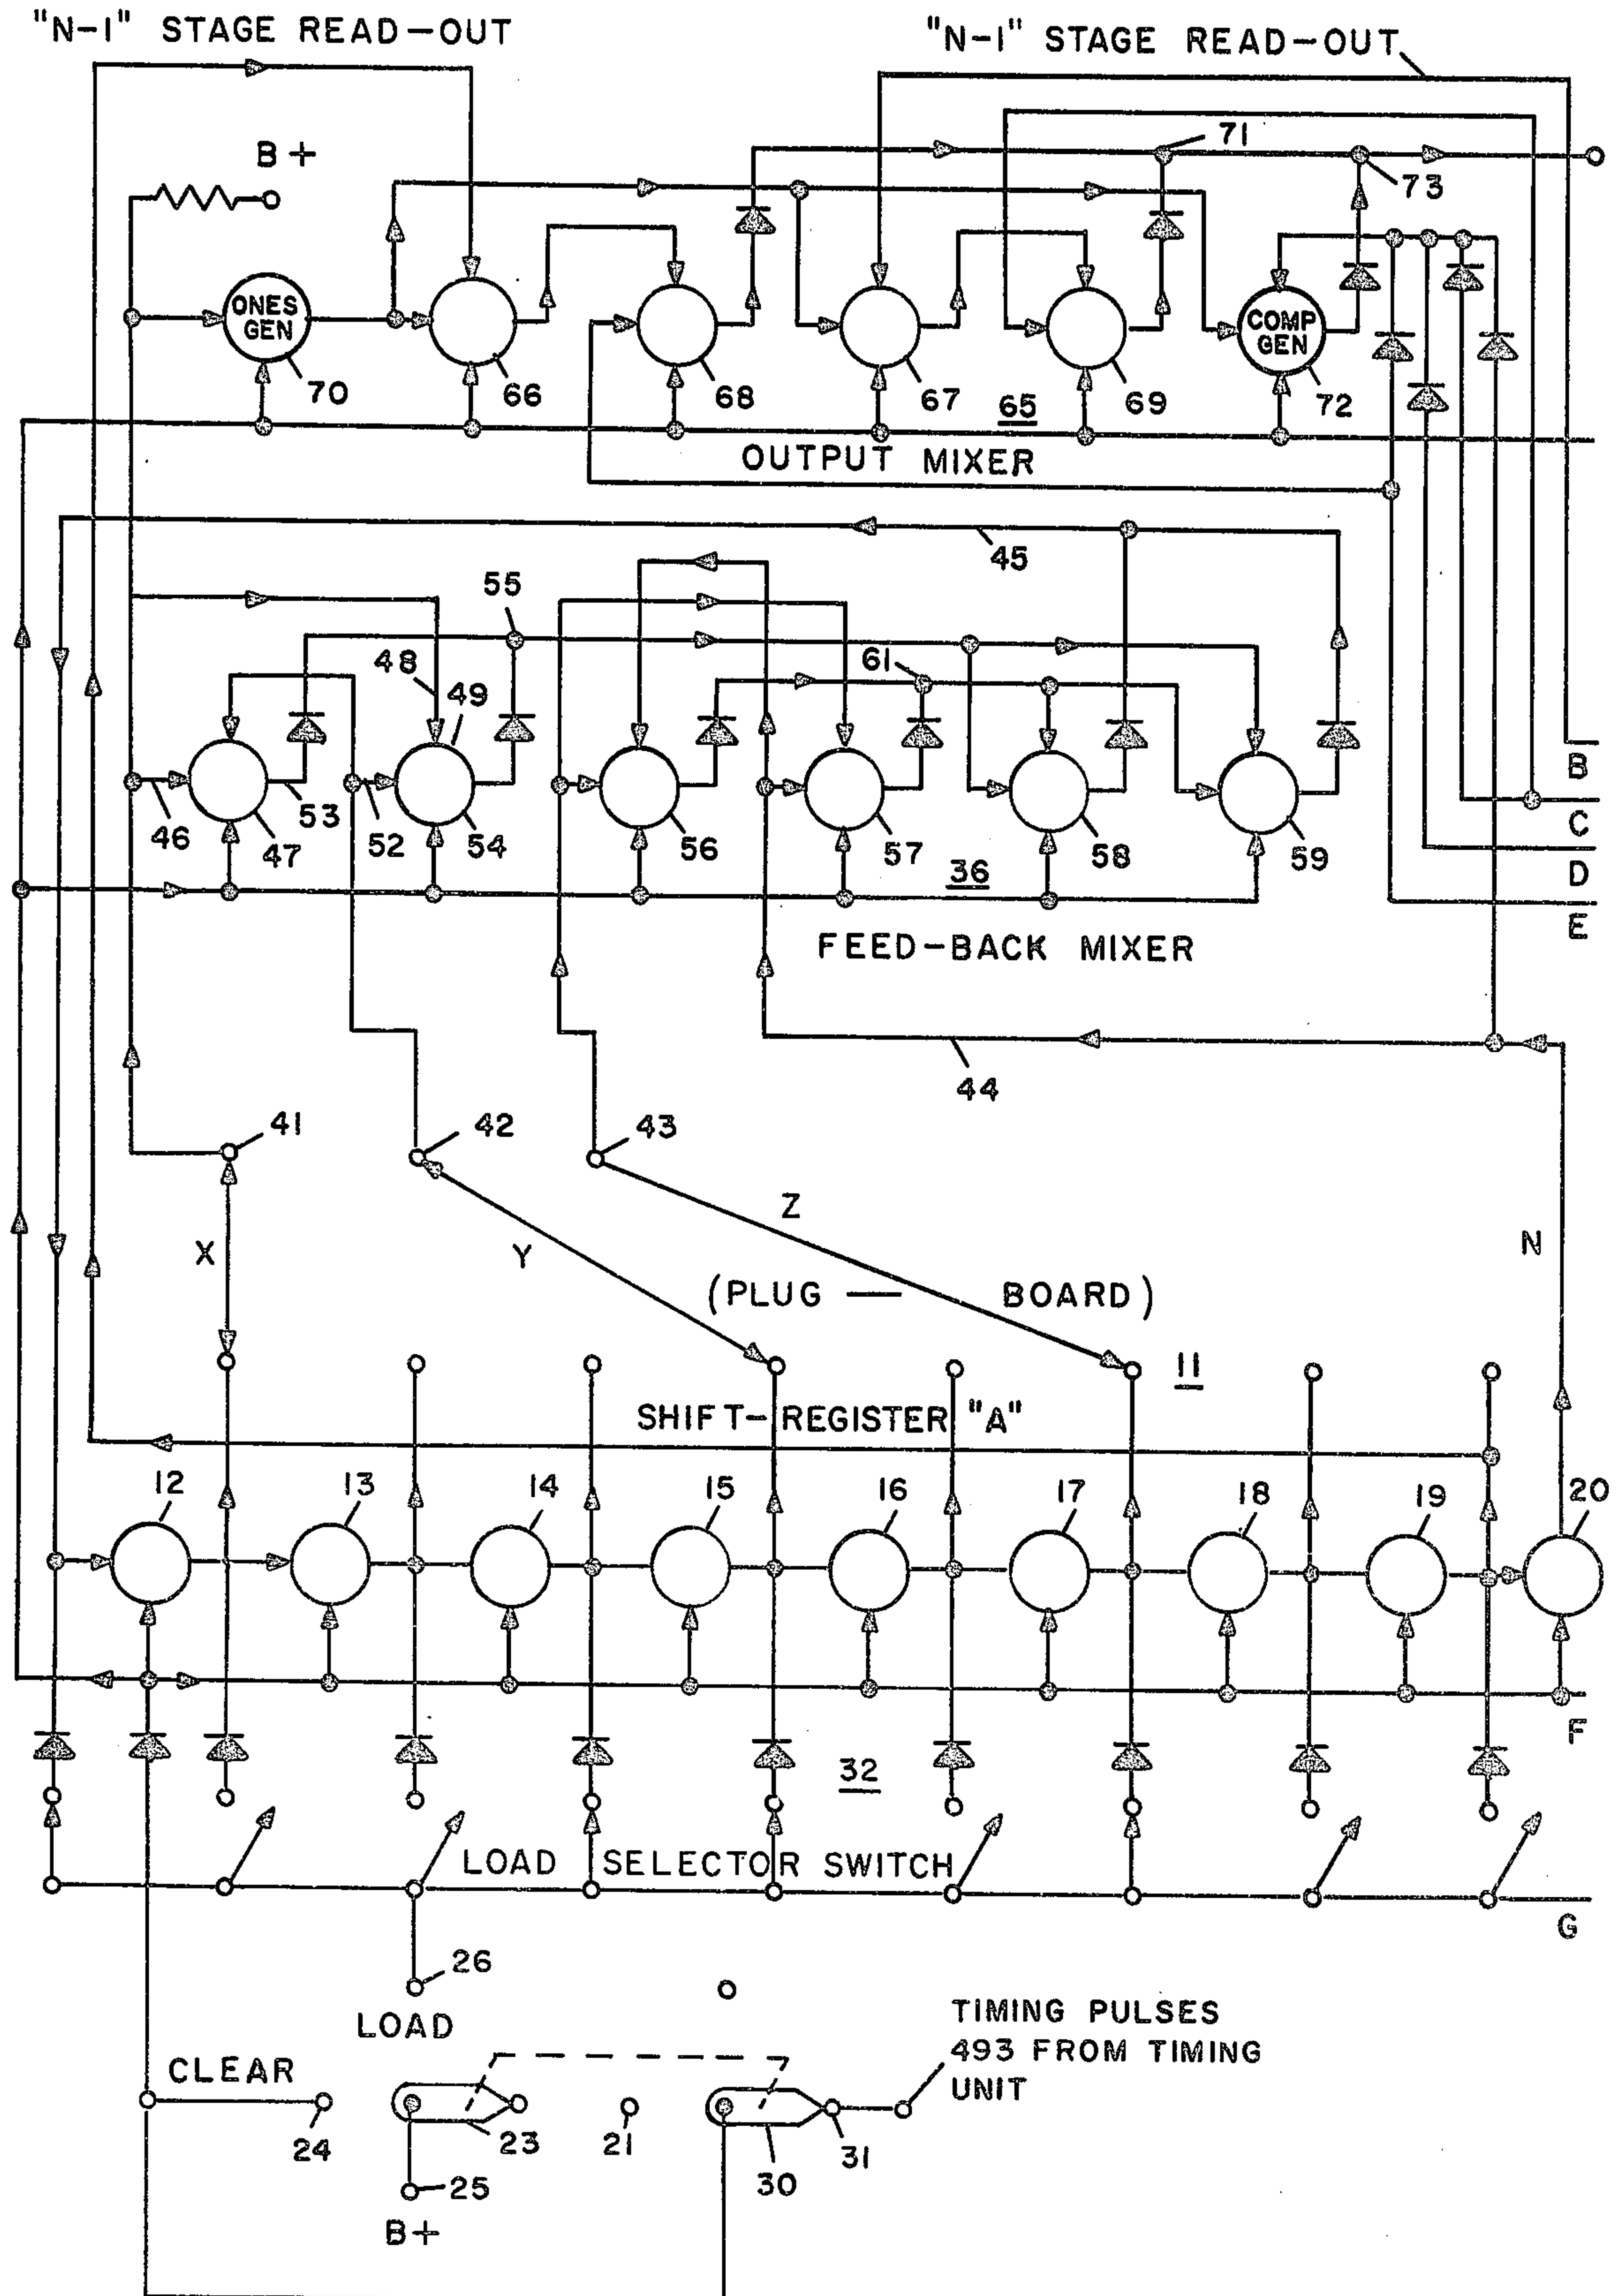 "N-1" STAGE READ-OUT
"N-1" STAGE READ-OUT
B+
71
73
ONES
GEN
COMP
GEN
70
66
68
67
65
69
72
OUTPUT MIXER
45
55
48
49
61
46
47
53
52
54
56
57
36
58
59
B
C
D
E
FEED-BACK MIXER
44
41
42
43
X
Y
Z
N
(PLUG — BOARD)
11
SHIFT-REGISTER "A"
12
13
14
15
16
17
18
19
20
F
32
LOAD SELECTOR SWITCH
G
26
LOAD
TIMING PULSES
493 FROM TIMING
UNIT
CLEAR
24
23
21
31
30
25
B+